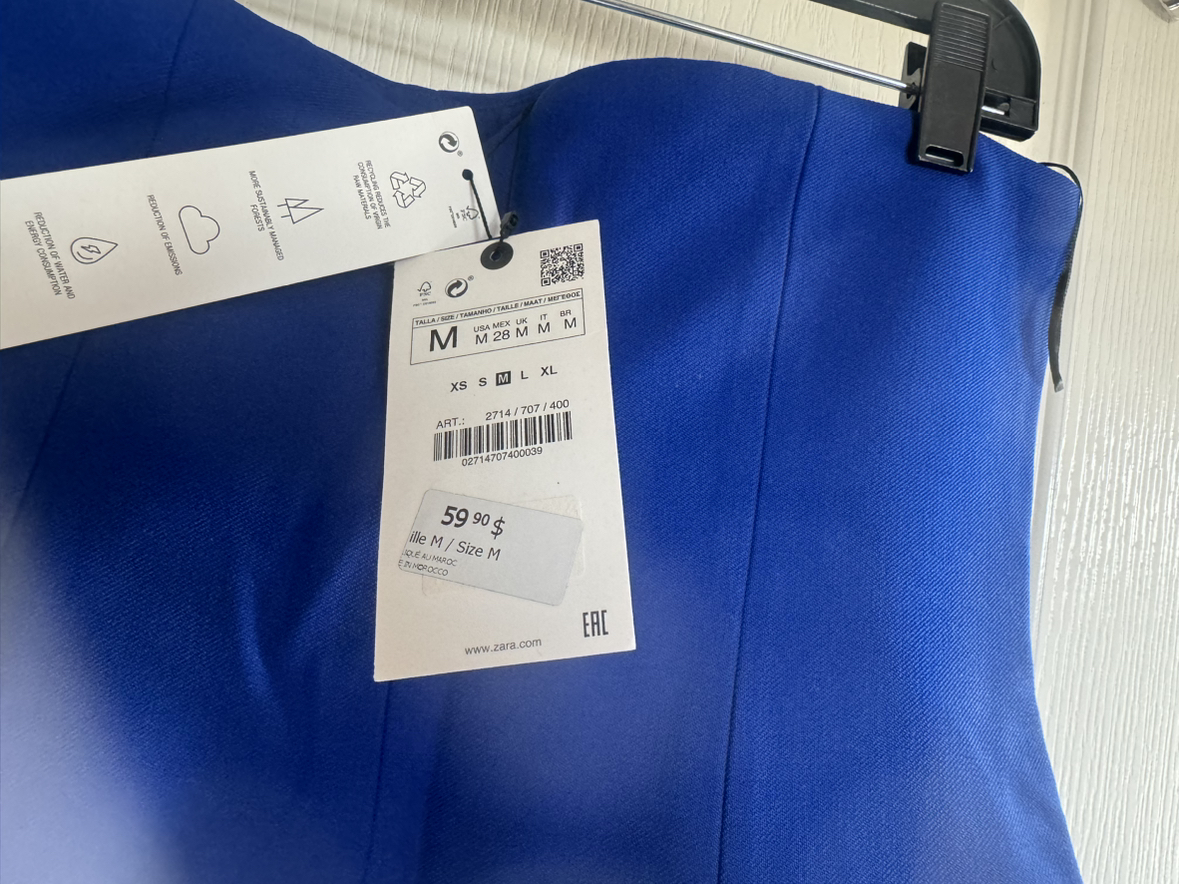 RECYCLING REDUCES THE
CONSUMPTION OF VIRGIN
RAW MATERIALS
MORE SUSTAINABLY MANAGED
FORESTS
REDUCTION OF EMISSIONS
REDUCTION OF WATER AND
ENERGY CONSUMPTION
FSC
TALLA / SIZE / TAMANHO / TAILLE / MAAT / ΜΕΓΕΘΟΣ
M
USA MEX UK IT BR
M 28 M M M
XS S M L XL
ART.: 2714 / 707 / 400
02714707400039
59 90 $
ille M / Size M
IQUÉ AU MAROC
E IN MOROCCO
EAC
www.zara.com